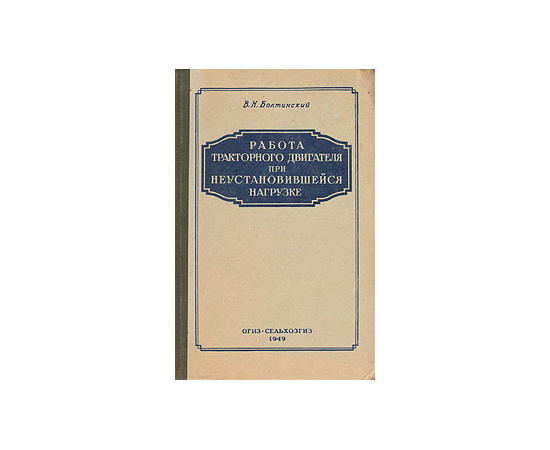 В.Н. Болтинский
РАБОТА
ТРАКТОРНОГО ДВИГАТЕЛЯ
ПРИ
НЕУСТАНОВИВШЕЙСЯ
НАГРУЗКЕ
ОГИЗ • СЕЛЬХОЗГИЗ
1949